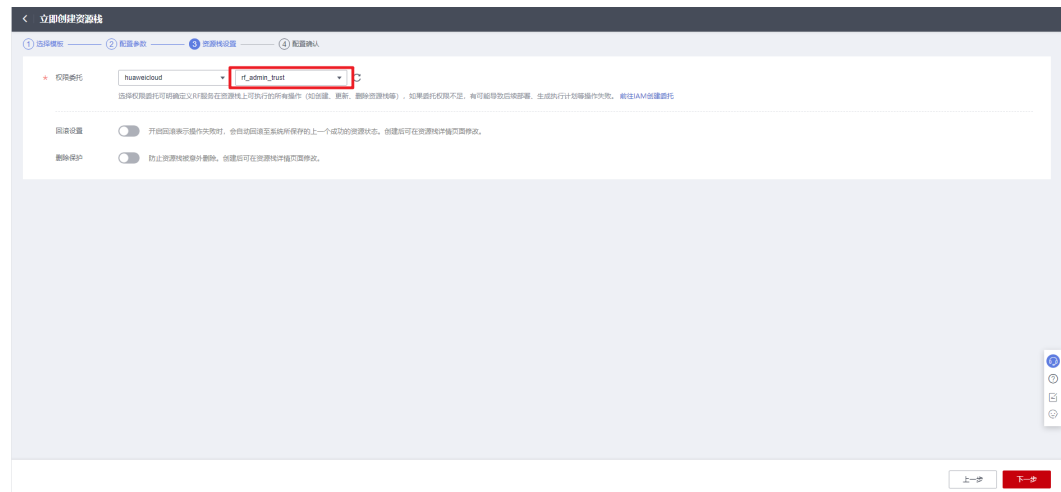 立即创建资源栈
1 选择模板 2 配置参数 3 资源栈设置 4 配置确认
* 权限委托 huaweicloud rf_admin_trust
选择权限委托可明确定义RF服务在资源栈上可执行的所有操作（如创建、更新、删除资源栈等），如果委托权限不足，有可能导致后续部署、生成执行计划等操作失败。 前往IAM创建委托
回滚设置 开启回滚表示操作失败时，会自动回滚至系统所保存的上一个成功的资源状态。创建后可在资源栈详情页面修改。
删除保护 防止资源栈被意外删除。创建后可在资源栈详情页面修改。
上一步 下一步